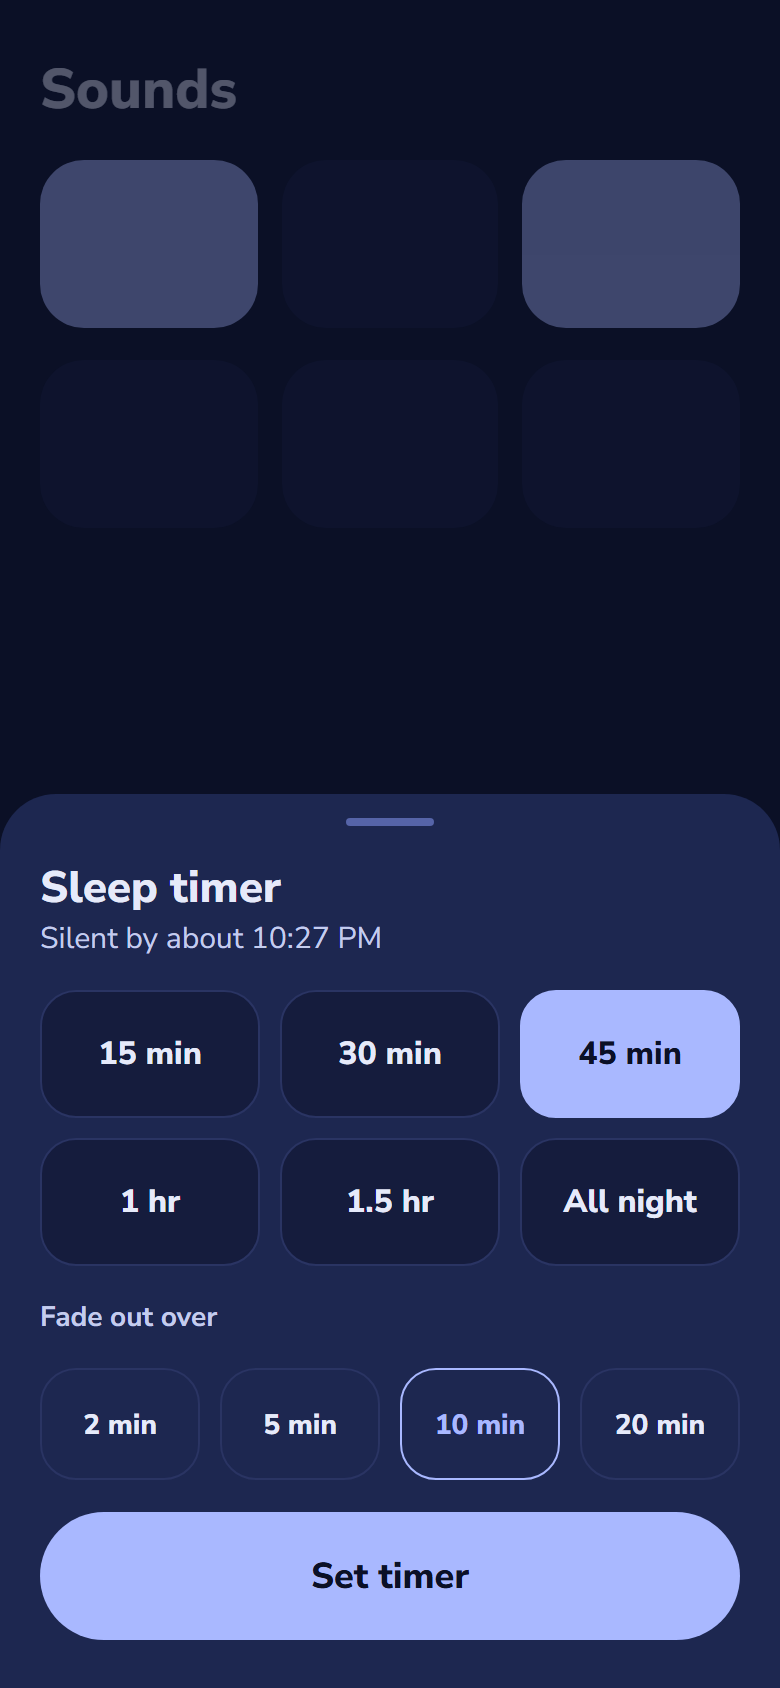 Sounds
Sleep timer
Silent by about 10:27 PM
15 min
30 min
45 min
1 hr
1.5 hr
All night
Fade out over
2 min
5 min
10 min
20 min
Set timer